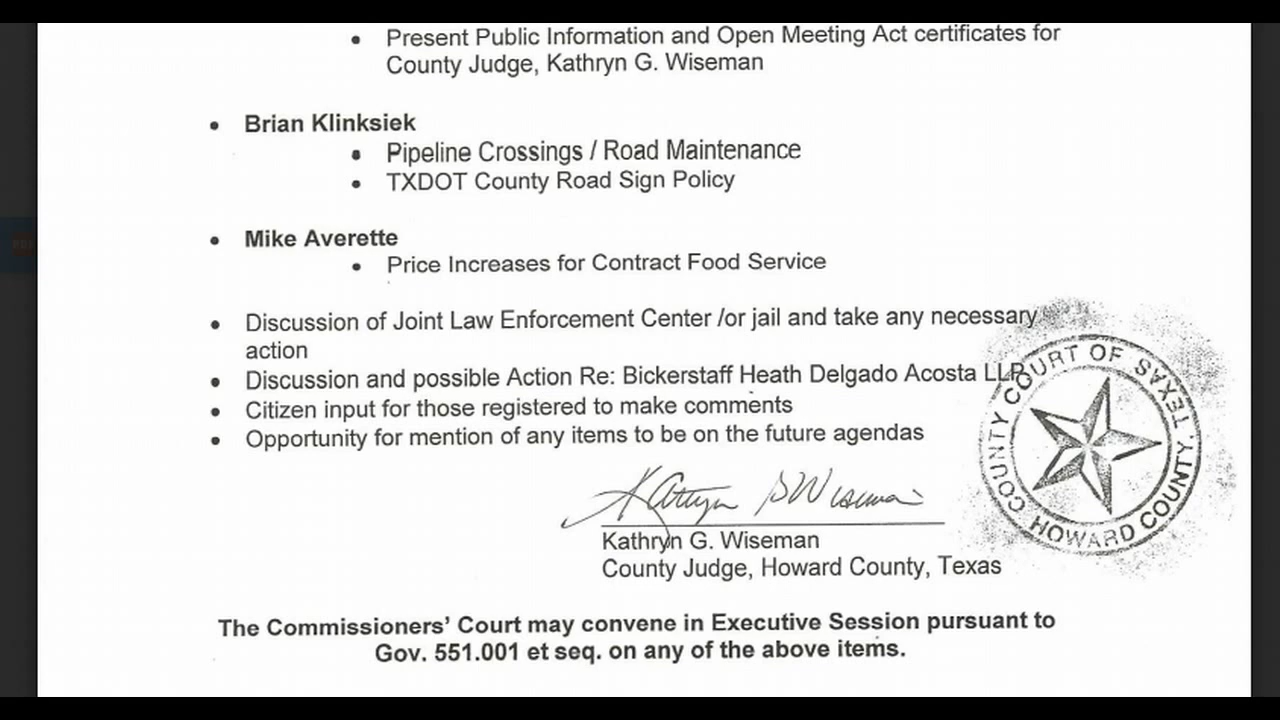 • Present Public Information and Open Meeting Act certificates for
County Judge, Kathryn G. Wiseman
• Brian Klinksiek
• Pipeline Crossings / Road Maintenance
• TXDOT County Road Sign Policy
• Mike Averette
• Price Increases for Contract Food Service
• Discussion of Joint Law Enforcement Center /or jail and take any necessary
action
• Discussion and possible Action Re: Bickerstaff Heath Delgado Acosta LLP
• Citizen input for those registered to make comments
• Opportunity for mention of any items to be on the future agendas
COUNTY COURT OF HOWARD COUNTY, TEXAS
Kathryn G Wiseman
Kathryn G. Wiseman
County Judge, Howard County, Texas
The Commissioners' Court may convene in Executive Session pursuant to
Gov. 551.001 et seq. on any of the above items.